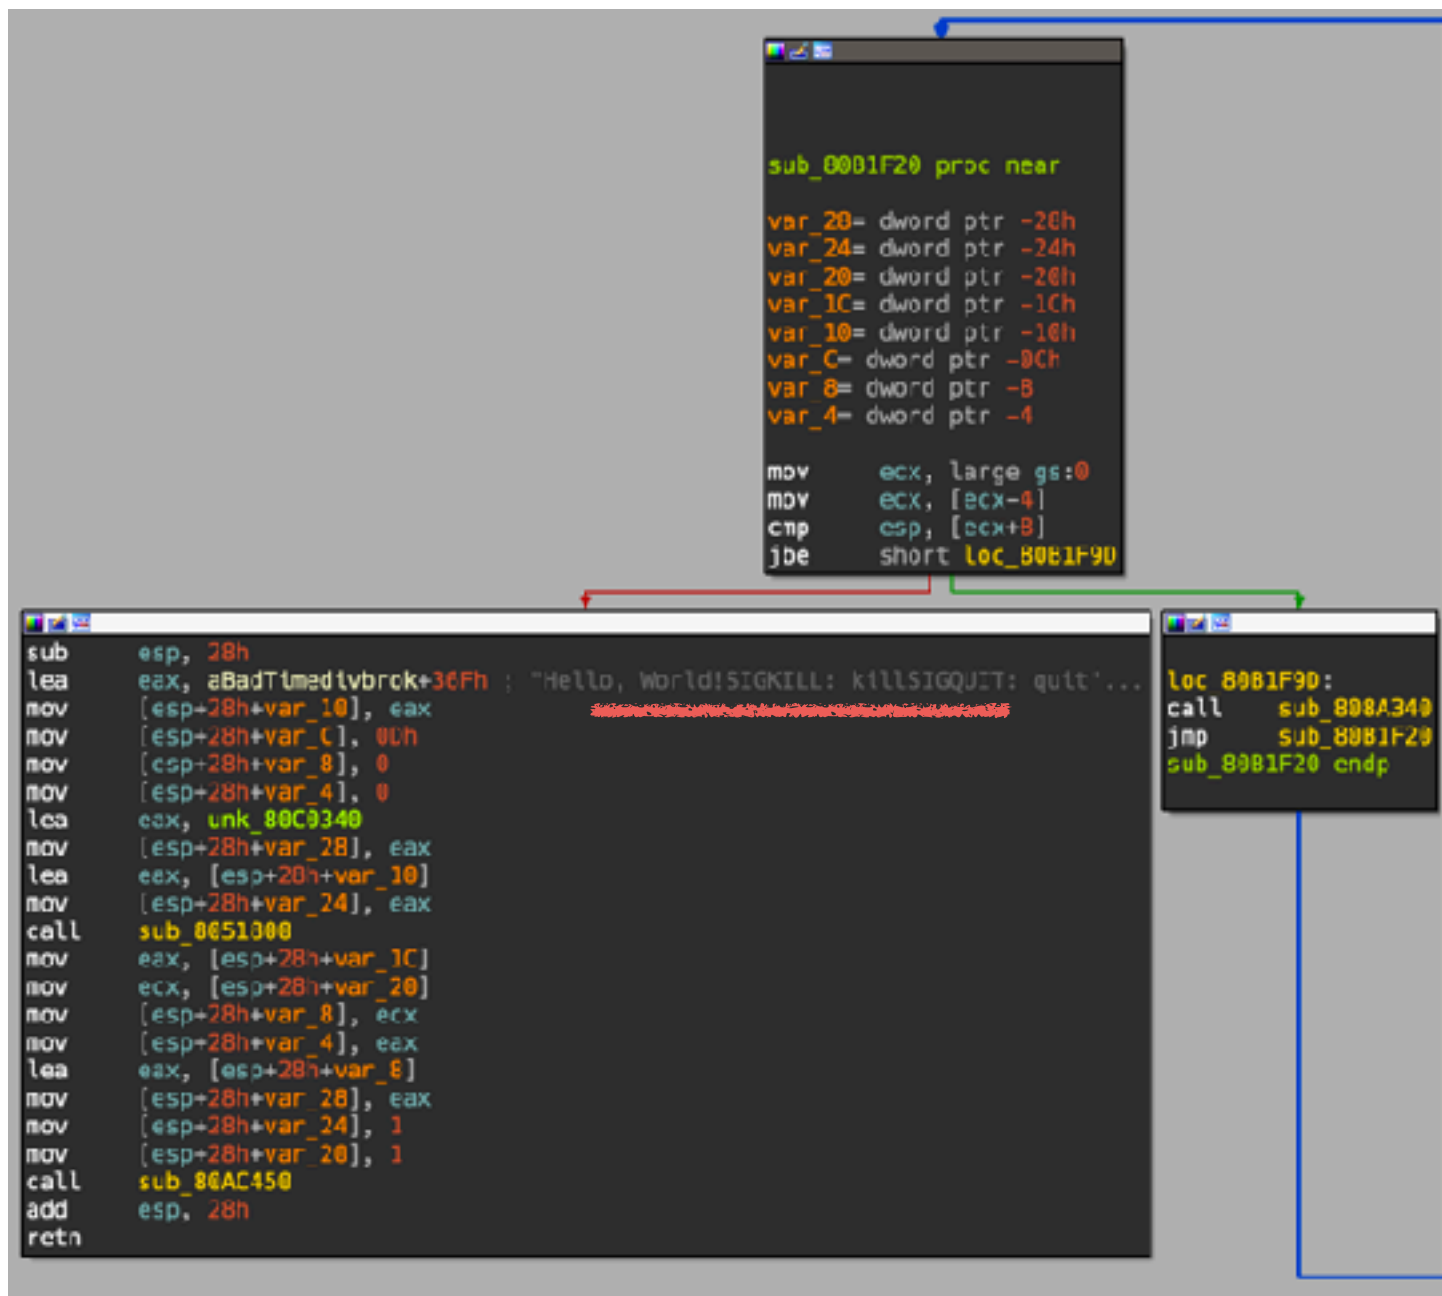 sub_80B1F20 proc near
var_28= dword ptr -28h
var_24= dword ptr -24h
var_20= dword ptr -20h
var_1C= dword ptr -1Ch
var_10= dword ptr -10h
var_C= dword ptr -0Ch
var_8= dword ptr -8
var_4= dword ptr -4
mov ecx, large gs:0
mov ecx, [ecx-4]
cmp esp, [ecx+8]
jbe short loc_80B1F9D
sub esp, 28h
lea eax, aBadTimedivbrck+36Fh ; "Hello, World!SIGKILL: killSIGQUIT: quit"...
mov [esp+28h+var_10], eax
mov [esp+28h+var_C], 0Dh
mov [esp+28h+var_8], 0
mov [esp+28h+var_4], 0
lea eax, unk_80C0340
mov [esp+28h+var_28], eax
lea eax, [esp+28h+var_10]
mov [esp+28h+var_24], eax
call
mov eax, [esp+28h+var_1C]
mov ecx, [esp+28h+var_20]
mov [esp+28h+var_8], ecx
mov [esp+28h+var_4], eax
lea eax, [esp+28h+var_8]
mov [esp+28h+var_28], eax
mov [esp+28h+var_24], 1
mov [esp+28h+var_20], 1
call sub_80AC450
add esp, 28h
retn
loc_80B1F9D:
call sub_808A340
jmp sub_80B1F20
sub_80B1F20 endp